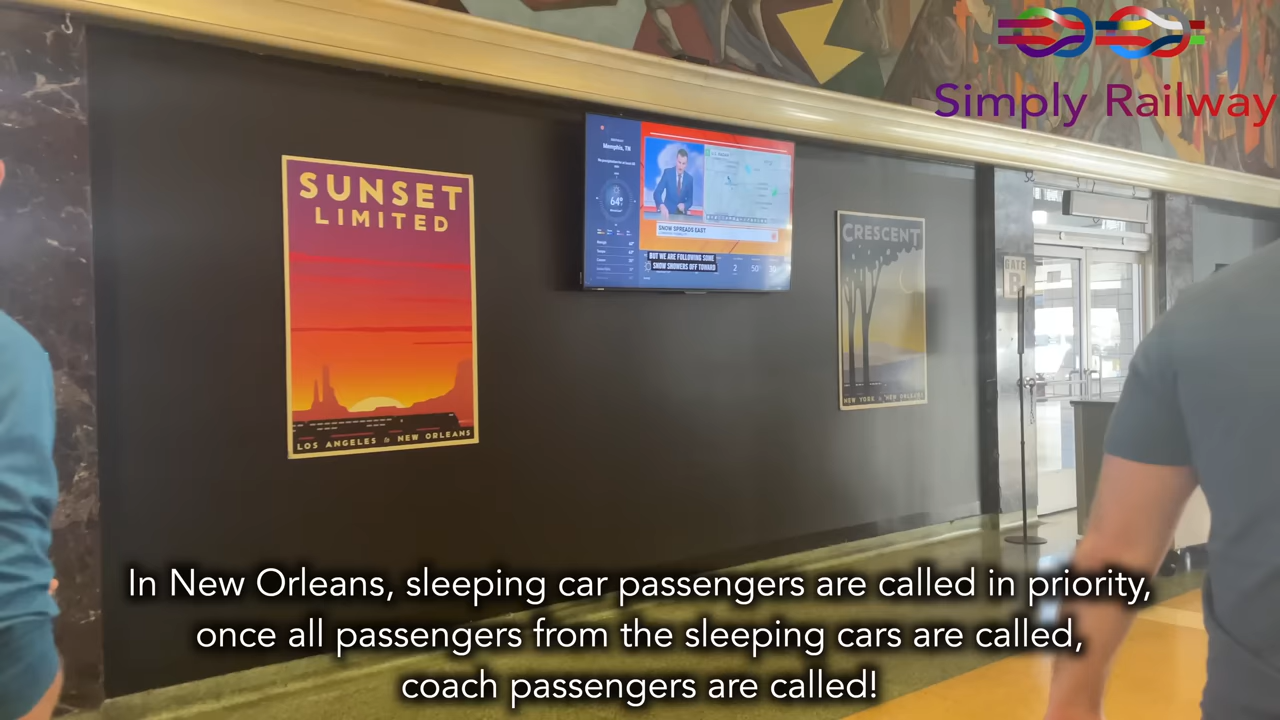 Simply Railway
SUNSET
LIMITED
LOS ANGELES to NEW ORLEANS
Memphis, TN
64°
SNOW SPREADS EAST
BUT WE ARE FOLLOWING SOME
SNOW SHOWERS OFF TOWARD
CRESCENT
NEW YORK to NEW ORLEANS
GATE
B
In New Orleans, sleeping car passengers are called in priority,
once all passengers from the sleeping cars are called,
coach passengers are called!